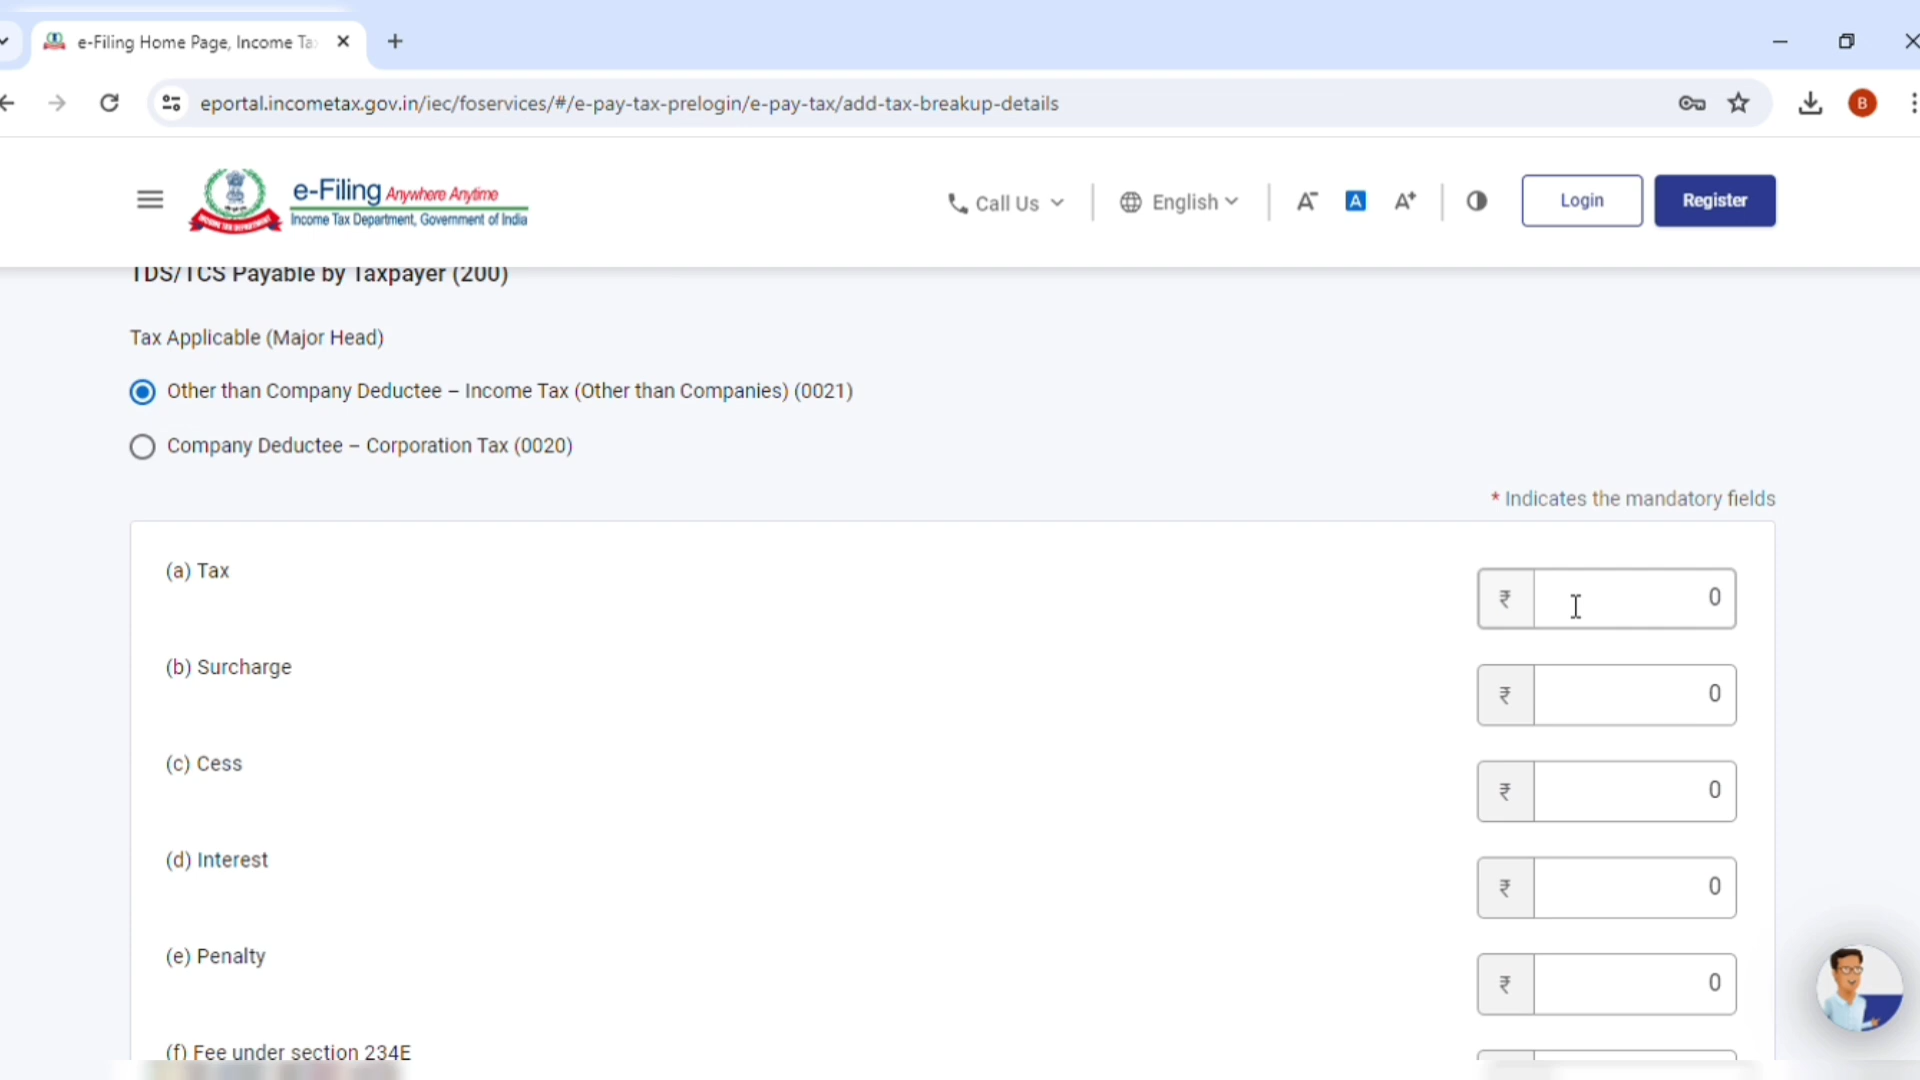 e-Filing Home Page, Income Ta
eportal.incometax.gov.in/iec/foservices/#/e-pay-tax-prelogin/e-pay-tax/add-tax-breakup-details
B
e-Filing Anywhere Anytime
Income Tax Department, Government of India
Call Us
English
A-
A
A+
Login
Register
TDS/TCS Payable by Taxpayer (200)
Tax Applicable (Major Head)
Other than Company Deductee – Income Tax (Other than Companies) (0021)
Company Deductee – Corporation Tax (0020)
* Indicates the mandatory fields
(a) Tax
₹ 0
(b) Surcharge
₹ 0
(c) Cess
₹ 0
(d) Interest
₹ 0
(e) Penalty
₹ 0
(f) Fee under section 234E